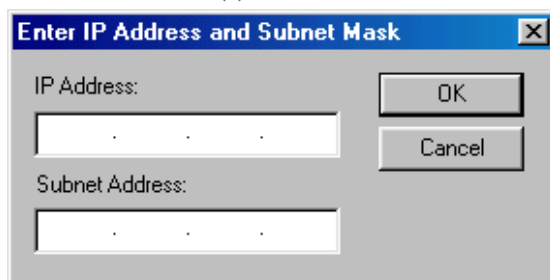 Enter IP Address and Subnet Mask
IP Address:
OK
. . .
Cancel
Subnet Address:
. . .